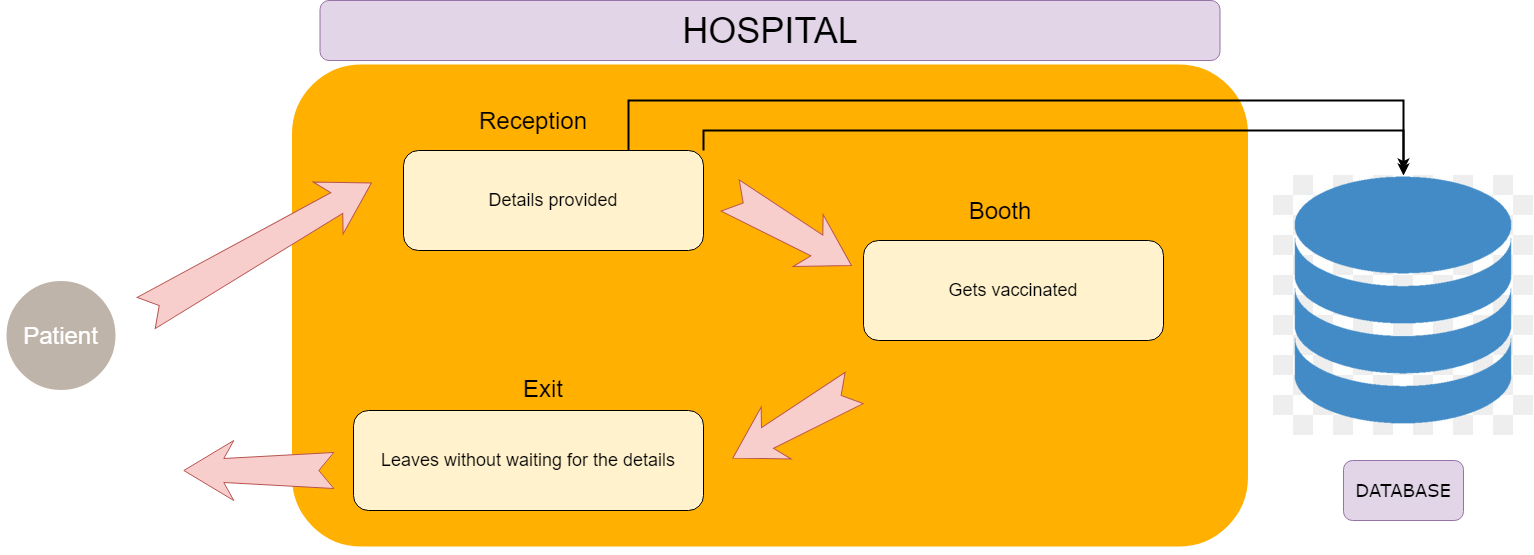 HOSPITAL
Reception
Details provided
Booth
Gets vaccinated
Patient
Exit
Leaves without waiting for the details
DATABASE